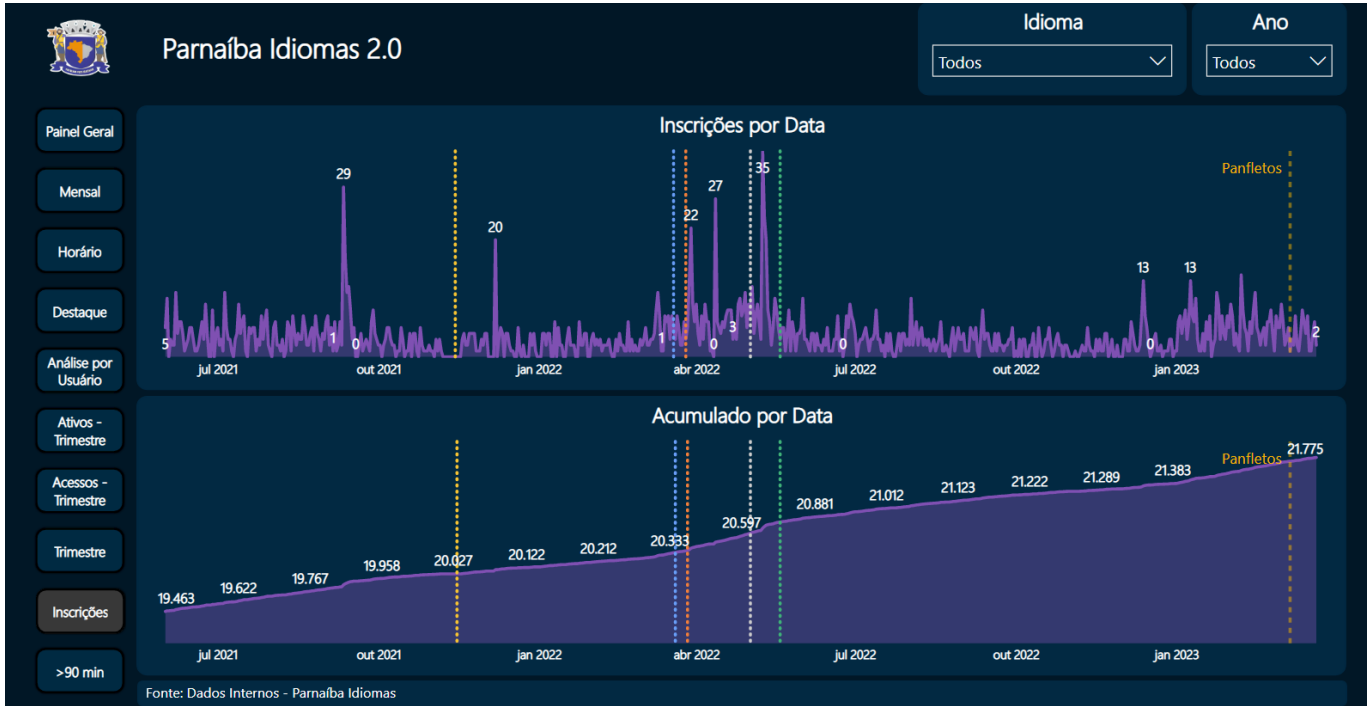 Parnaíba Idiomas 2.0
Idioma
Todos
Ano
Todos
Painel Geral
Mensal
Horário
Destaque
Análise por
Usuário
Ativos -
Trimestre
Acessos -
Trimestre
Trimestre
Inscrições
>90 min
Inscrições por Data
Panfletos
29
20
22
27
35
13
13
5
1
0
1
0
3
0
0
2
jul 2021
out 2021
jan 2022
abr 2022
jul 2022
out 2022
jan 2023
Acumulado por Data
Panfletos
19.463
19.622
19.767
19.958
20.027
20.122
20.212
20.333
20.597
20.881
21.012
21.123
21.222
21.289
21.383
21.775
jul 2021
out 2021
jan 2022
abr 2022
jul 2022
out 2022
jan 2023
Fonte: Dados Internos - Parnaíba Idiomas